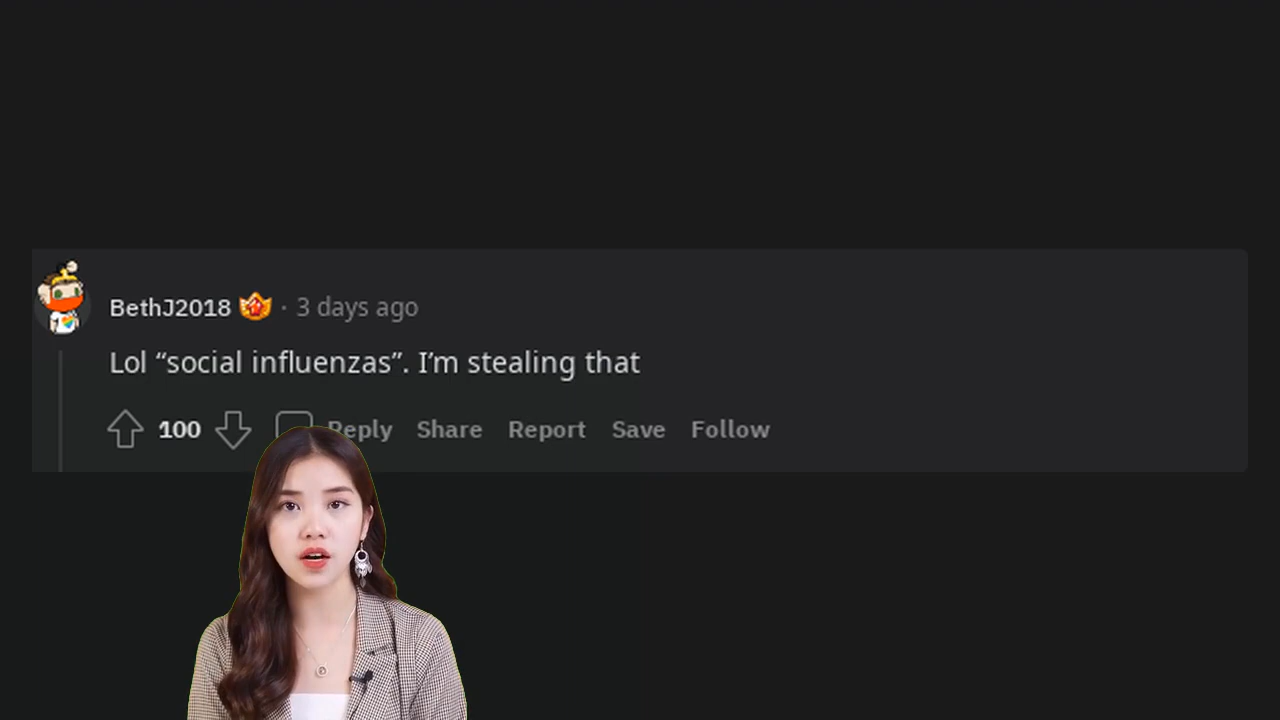 BethJ2018 · 3 days ago
Lol “social influenzas”. I’m stealing that
100 Reply Share Report Save Follow